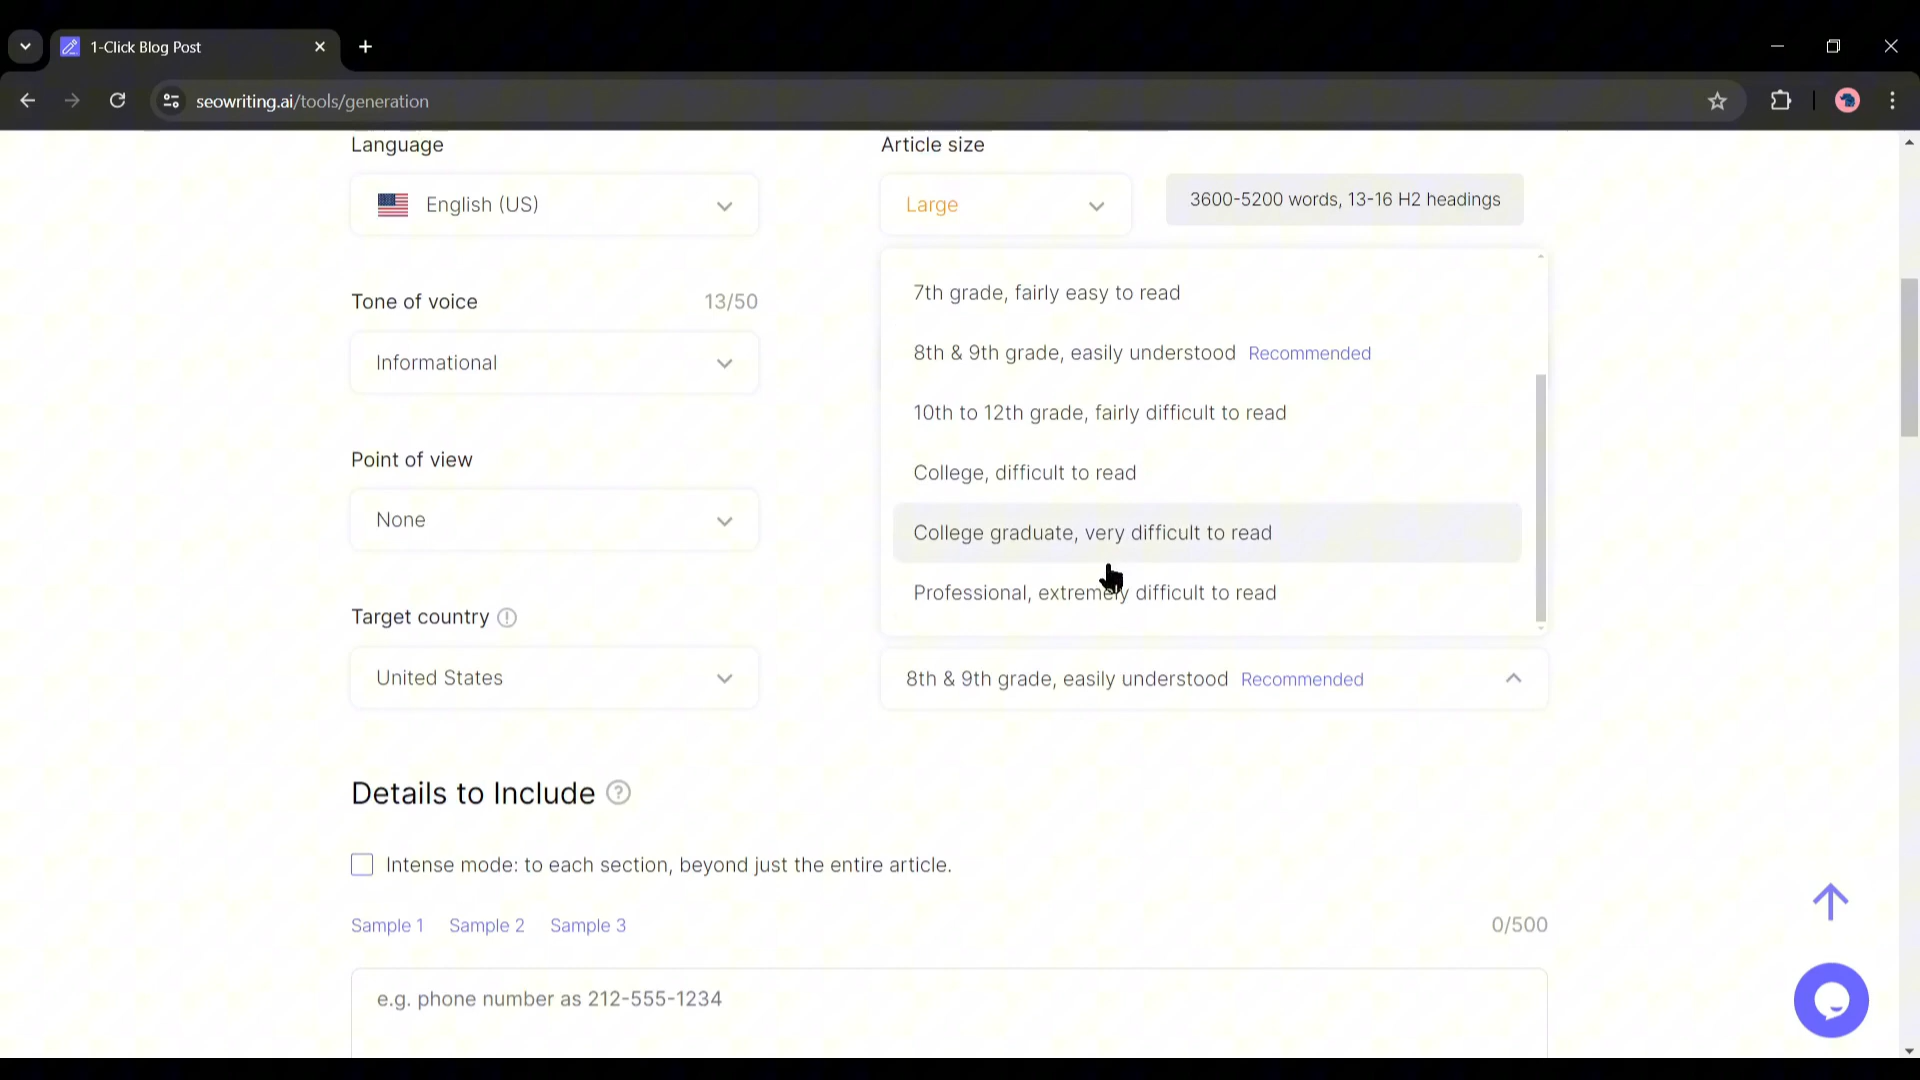 1-Click Blog Post
seowriting.ai/tools/generation
Language
Article size
English (US)
Large
3600-5200 words, 13-16 H2 headings
Tone of voice
13/50
7th grade, fairly easy to read
8th & 9th grade, easily understood Recommended
Informational
10th to 12th grade, fairly difficult to read
Point of view
College, difficult to read
None
College graduate, very difficult to read
Professional, extremely difficult to read
Target country
United States
8th & 9th grade, easily understood Recommended
Details to Include
Intense mode: to each section, beyond just the entire article.
Sample 1 Sample 2 Sample 3
0/500
e.g. phone number as 212-555-1234